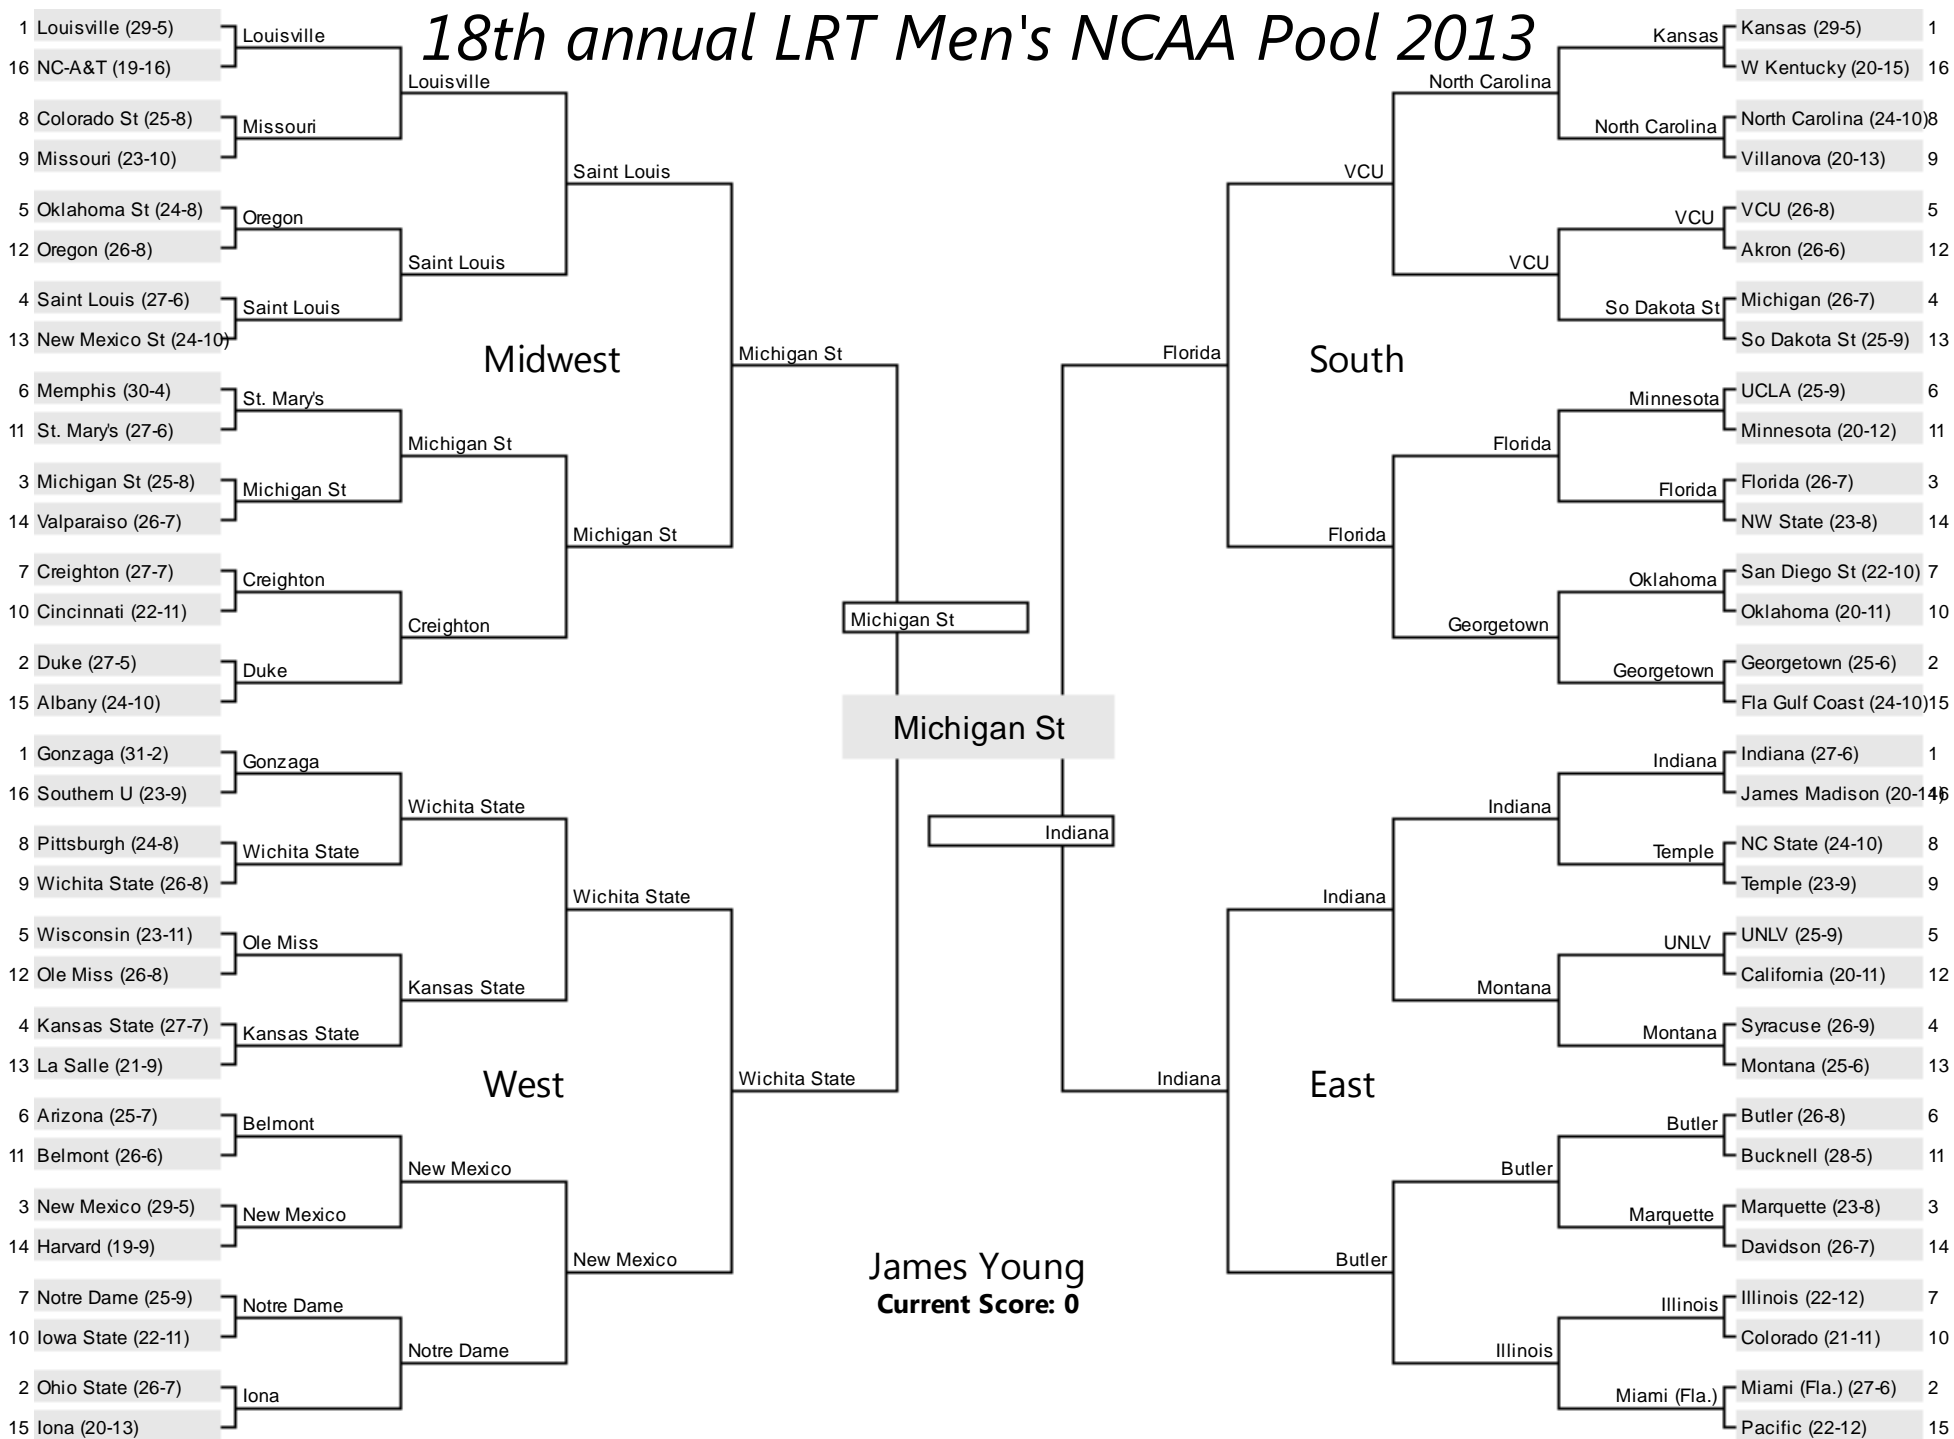 18th annual LRT Men's NCAA Pool 2013
1 Louisville (29-5)
16 NC-A&T (19-16)
8 Colorado St (25-8)
9 Missouri (23-10)
5 Oklahoma St (24-8)
12 Oregon (26-8)
4 Saint Louis (27-6)
13 New Mexico St (24-10)
6 Memphis (30-4)
11 St. Mary's (27-6)
3 Michigan St (25-8)
14 Valparaiso (26-7)
7 Creighton (27-7)
10 Cincinnati (22-11)
2 Duke (27-5)
15 Albany (24-10)
Louisville
Missouri
Oregon
Saint Louis
St. Mary's
Michigan St
Creighton
Duke
Louisville
Saint Louis
Michigan St
Creighton
Saint Louis
Michigan St
Midwest
Michigan St
1 Gonzaga (31-2)
16 Southern U (23-9)
8 Pittsburgh (24-8)
9 Wichita State (26-8)
5 Wisconsin (23-11)
12 Ole Miss (26-8)
4 Kansas State (27-7)
13 La Salle (21-9)
6 Arizona (25-7)
11 Belmont (26-6)
3 New Mexico (29-5)
14 Harvard (19-9)
7 Notre Dame (25-9)
10 Iowa State (22-11)
2 Ohio State (26-7)
15 Iona (20-13)
Gonzaga
Wichita State
Ole Miss
Kansas State
Belmont
New Mexico
Notre Dame
Iona
Wichita State
Kansas State
New Mexico
Notre Dame
Wichita State
New Mexico
West
Wichita State
Michigan St
Michigan St
Indiana
James Young
Current Score: 0
Kansas (29-5) 1
W Kentucky (20-15) 16
North Carolina (24-10) 8
Villanova (20-13) 9
VCU (26-8) 5
Akron (26-6) 12
Michigan (26-7) 4
So Dakota St (25-9) 13
UCLA (25-9) 6
Minnesota (20-12) 11
Florida (26-7) 3
NW State (23-8) 14
San Diego St (22-10) 7
Oklahoma (20-11) 10
Georgetown (25-6) 2
Fla Gulf Coast (24-10) 15
Kansas
North Carolina
VCU
So Dakota St
Minnesota
Florida
Oklahoma
Georgetown
North Carolina
VCU
Florida
Georgetown
VCU
Florida
South
Florida
Indiana (27-6) 1
James Madison (20-14) 16
NC State (24-10) 8
Temple (23-9) 9
UNLV (25-9) 5
California (20-11) 12
Syracuse (26-9) 4
Montana (25-6) 13
Butler (26-8) 6
Bucknell (28-5) 11
Marquette (23-8) 3
Davidson (26-7) 14
Illinois (22-12) 7
Colorado (21-11) 10
Miami (Fla.) (27-6) 2
Pacific (22-12) 15
Indiana
Temple
UNLV
Montana
Butler
Marquette
Illinois
Miami (Fla.)
Indiana
Montana
Butler
Illinois
Indiana
Butler
East
Indiana